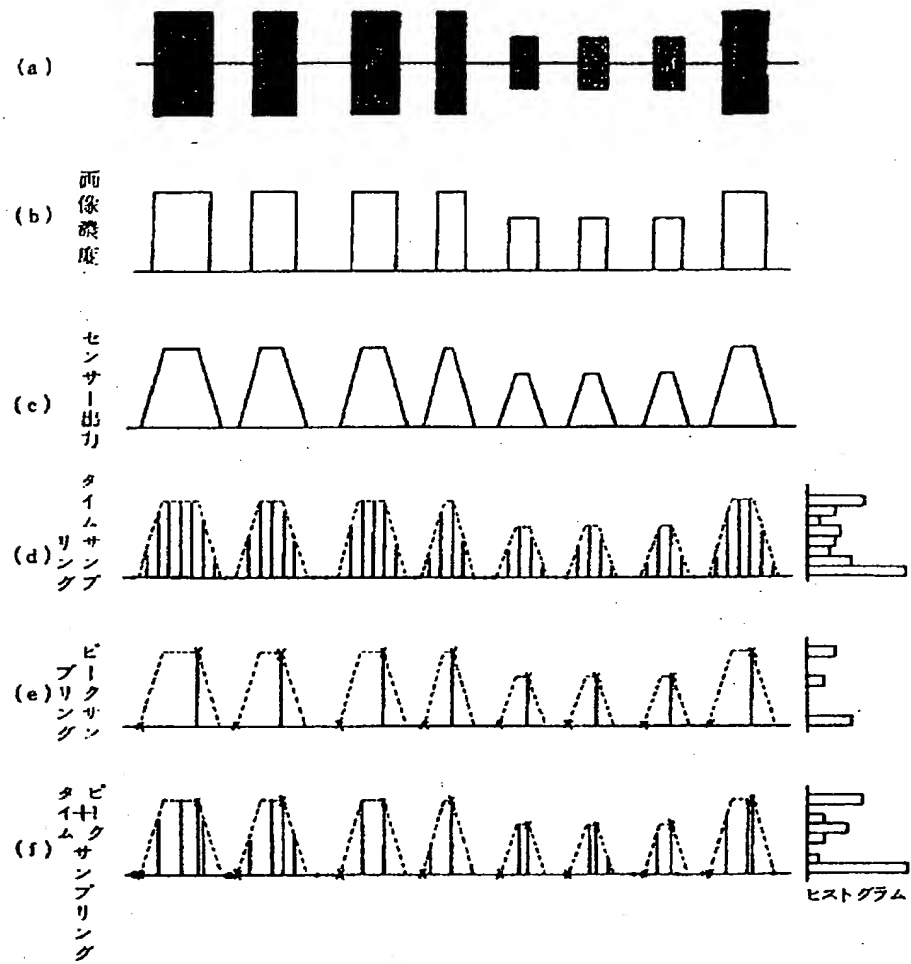 (a)
(b) 画像濃度
(c) センサー出力
(d) タイムサンプリング
(e) ピークサンプリング
(f) ピーク+タイムサンプリング
ヒストグラム